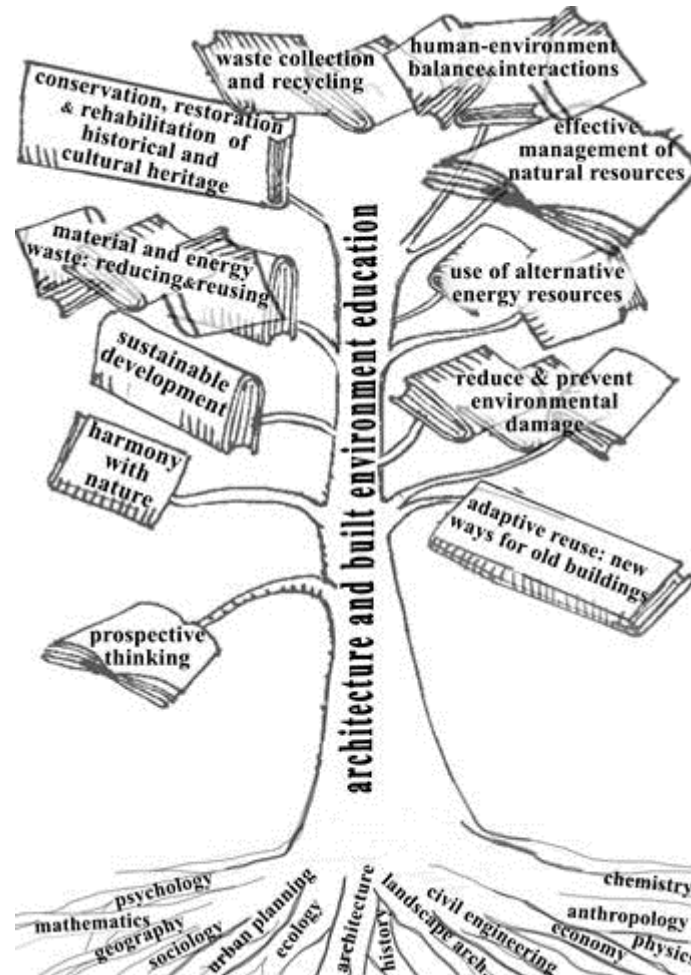 waste collection
and recycling
human-environment
balance&interactions
conservation, restoration
& rehabilitation of
historical and
cultural heritage
effective
management of
natural resources
material and energy
waste: reducing&reusing
use of alternative
energy resources
sustainable
development
reduce & prevent
environmental
damage
harmony
with
nature
adaptive reuse: new
ways for old buildings
prospective
thinking
architecture and built environment education
psychology
mathematics
geography
sociology
urban planning
ecology
architecture
history
landscape arch.
civil engineering
economy
anthropology
physics
chemistry